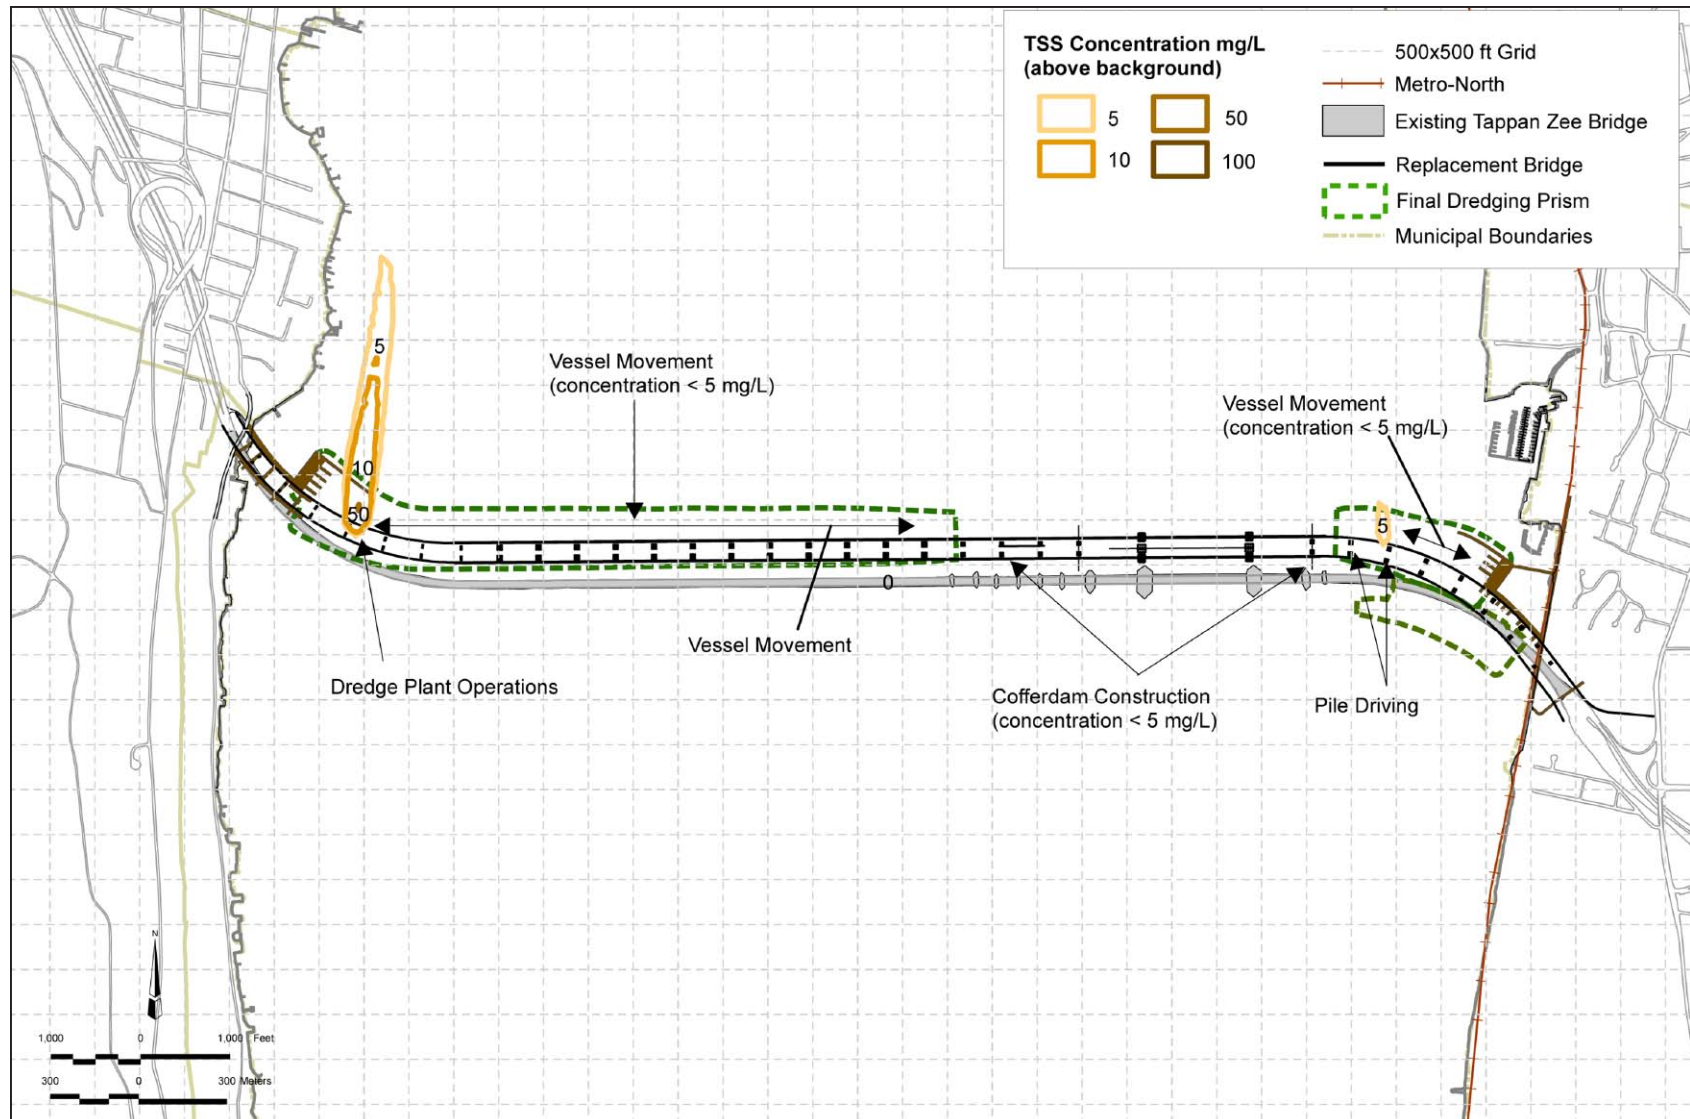 TSS Concentration mg/L
(above background)
5
50
10
100
500x500 ft Grid
Metro-North
Existing Tappan Zee Bridge
Replacement Bridge
Final Dredging Prism
Municipal Boundaries
5
10
50
Vessel Movement
(concentration < 5 mg/L)
Vessel Movement
(concentration < 5 mg/L)
5
0
Vessel Movement
Dredge Plant Operations
Cofferdam Construction
(concentration < 5 mg/L)
Pile Driving
N
1,000 0 1,000 Feet
300 0 300 Meters